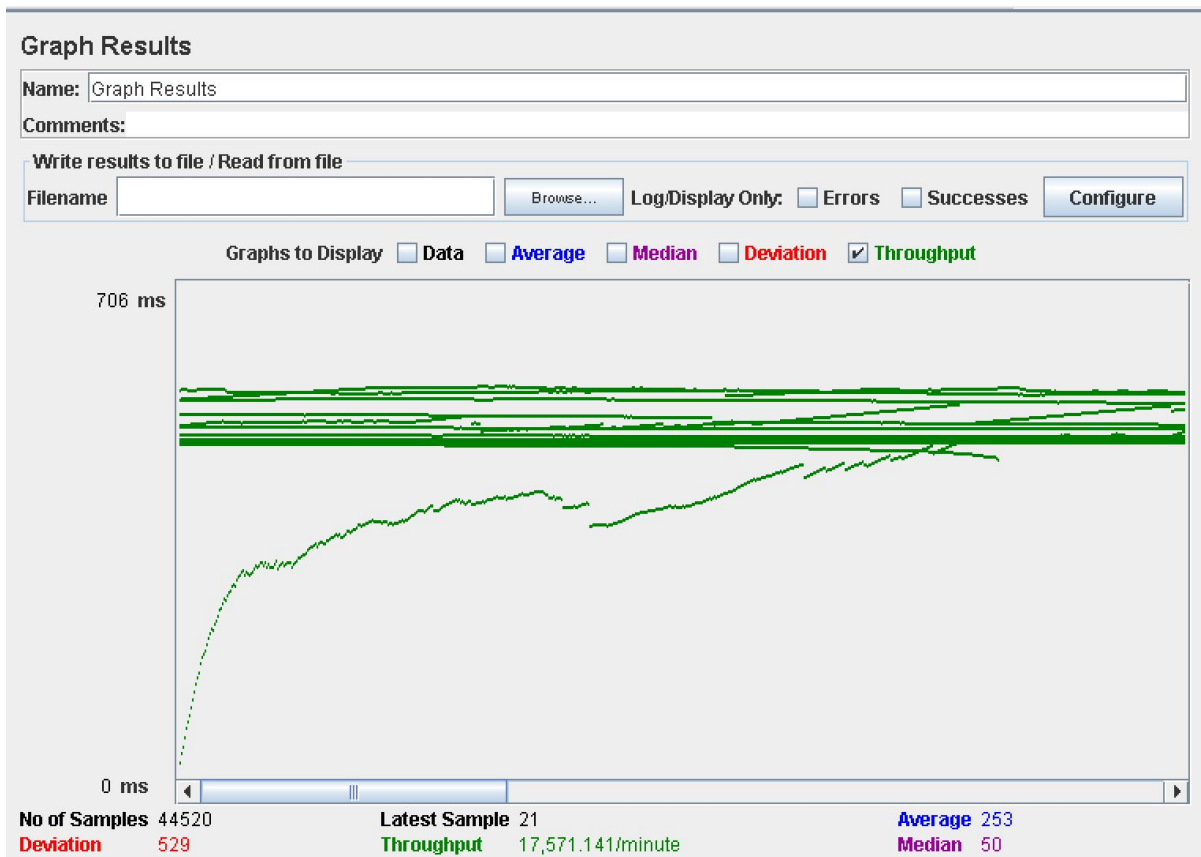 Graph Results
Name: Graph Results
Comments:
Write results to file / Read from file
Filename Browse... Log/Display Only: Errors Successes Configure
Graphs to Display Data Average Median Deviation Throughput
706 ms
0 ms
No of Samples 44520 Latest Sample 21 Average 253
Deviation 529 Throughput 17,571.141/minute Median 50